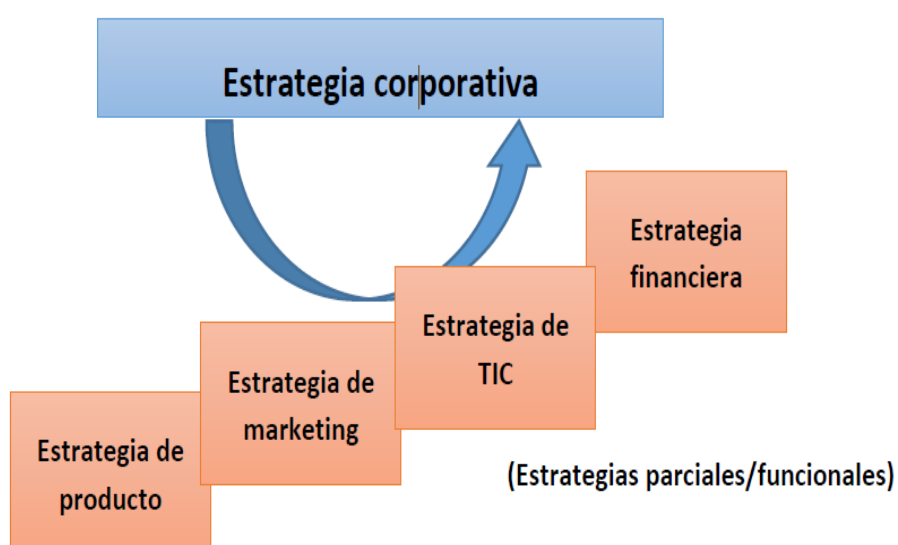 Estrategia corporativa
Estrategia
financiera
Estrategia de
TIC
Estrategia de
marketing
Estrategia de
producto
(Estrategias parciales/funcionales)